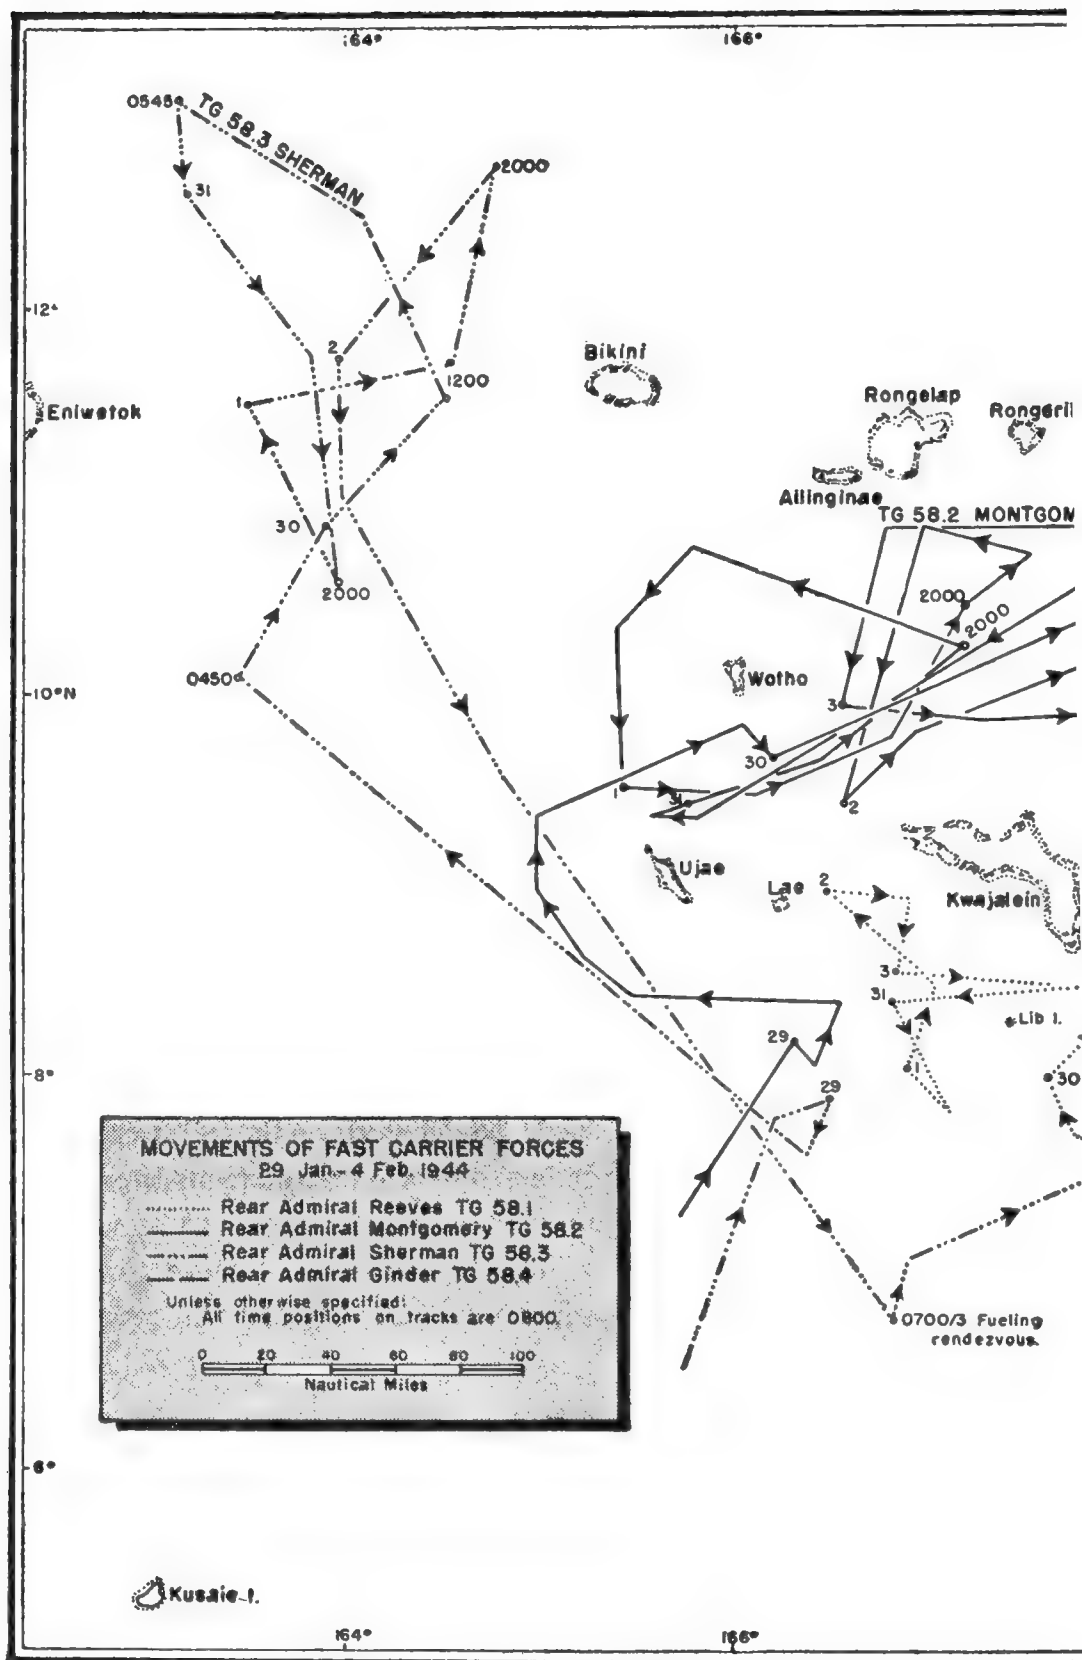 164° 166°
0545
TG 58.3 SHERMAN
31
2000
12°
2
1200
Bikini
Eniwetok
1
Rongelap
Rongeri
Ailinginae
TG 58.2 MONTGOM
30
2000
2000
2000
0450
10°N
Wotho
3
30
1
31
2
Ujae
Lae
2
Kwajalein
3
31
Lib I.
29
1
8°
29
30
MOVEMENTS OF FAST CARRIER FORCES
29 Jan.-4 Feb. 1944
Rear Admiral Reeves TG 58.1
Rear Admiral Montgomery TG 58.2
Rear Admiral Sherman TG 58.3
Rear Admiral Ginder TG 58.4
Unless otherwise specified:
All time positions on tracks are 0800.
0 20 40 60 80 100
Nautical Miles
0700/3 Fueling
rendezvous.
6°
Kusaie I.
164° 166°